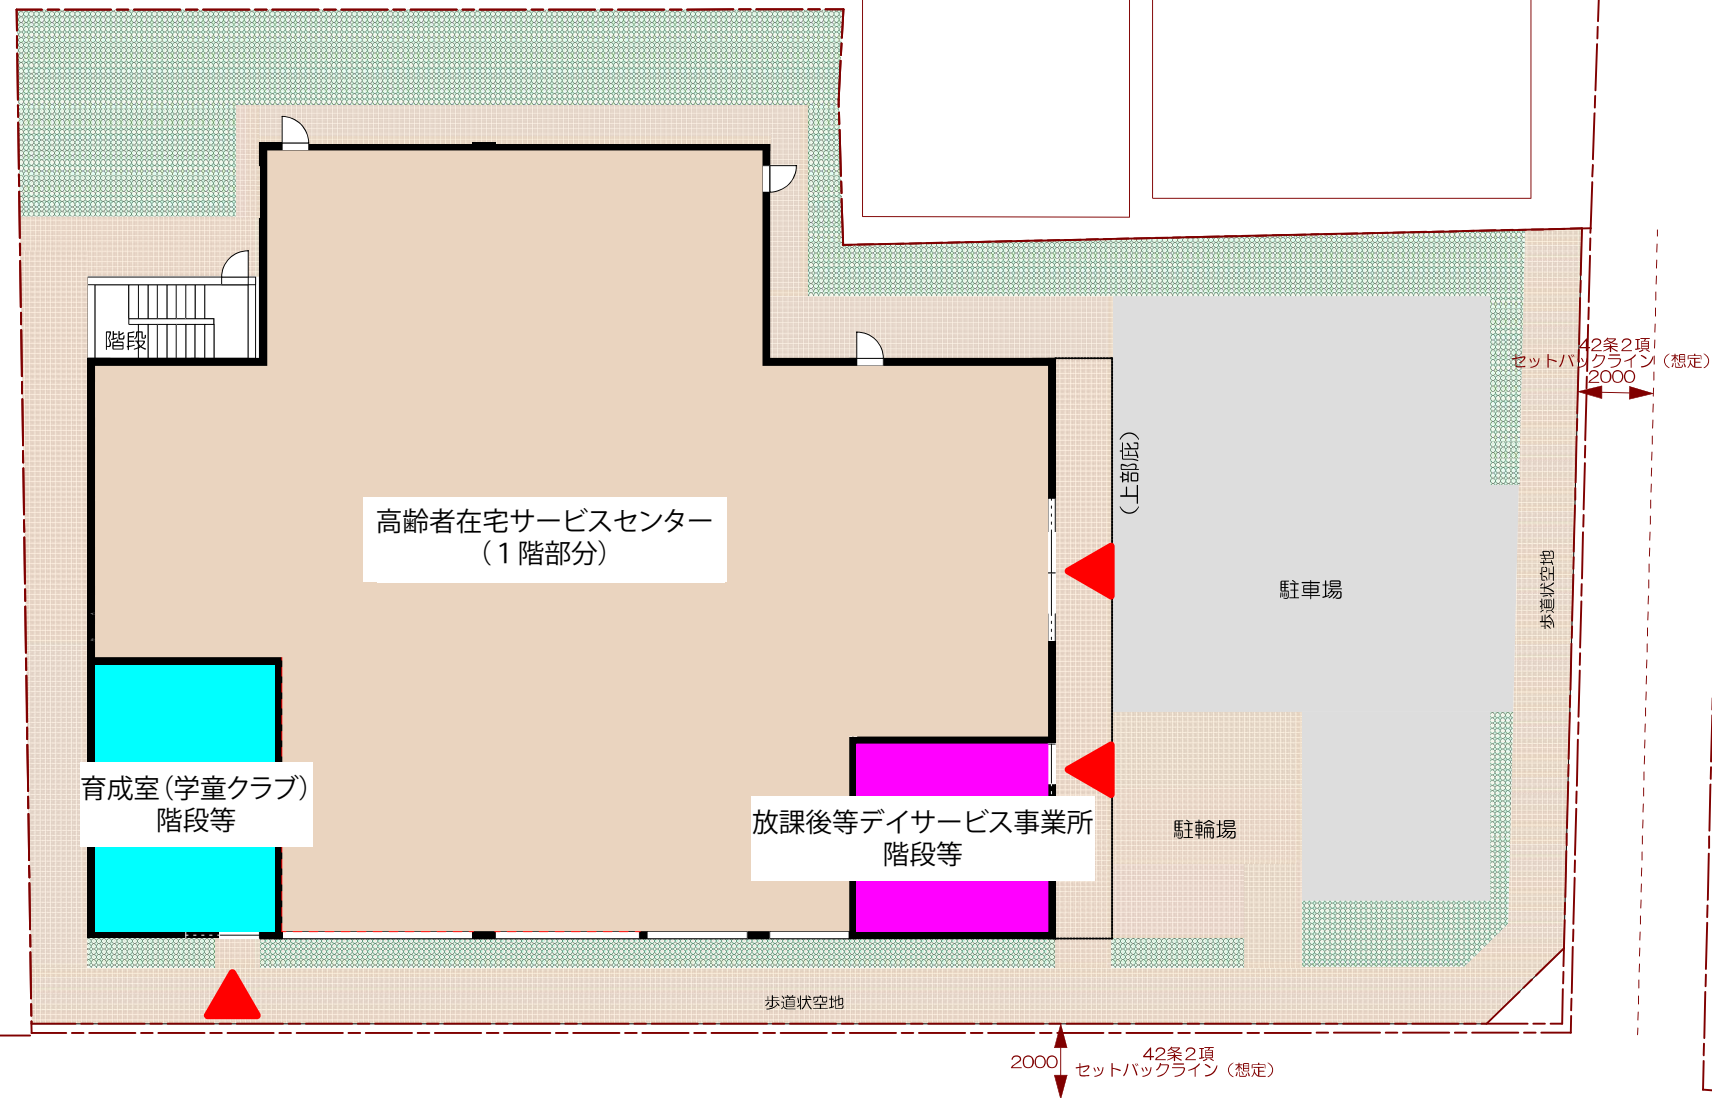 階段
42条2項
セットバックライン（想定）
2000
（上部庇）
高齢者在宅サービスセンター
（１階部分）
駐車場
歩道状空地
育成室（学童クラブ）
階段等
放課後等デイサービス事業所
階段等
駐輪場
歩道状空地
2000
42条2項
セットバックライン（想定）